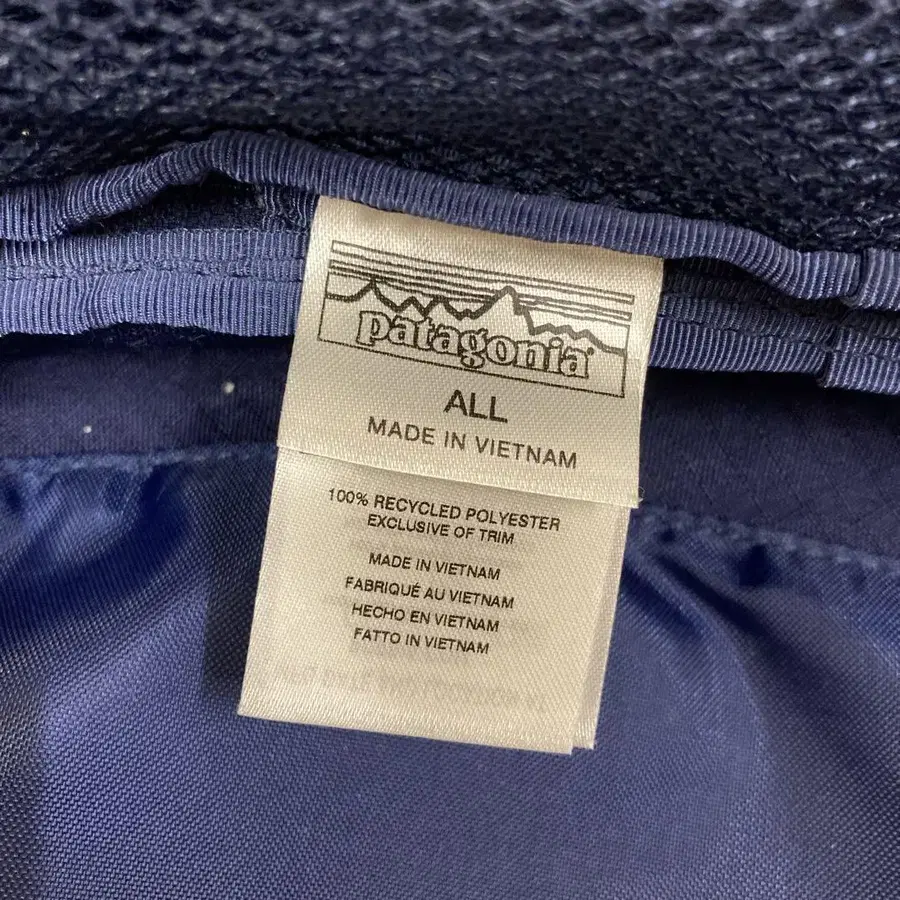 patagonia
ALL
MADE IN VIETNAM
100% RECYCLED POLYESTER
EXCLUSIVE OF TRIM
MADE IN VIETNAM
FABRIQUÉ AU VIETNAM
HECHO EN VIETNAM
FATTO IN VIETNAM